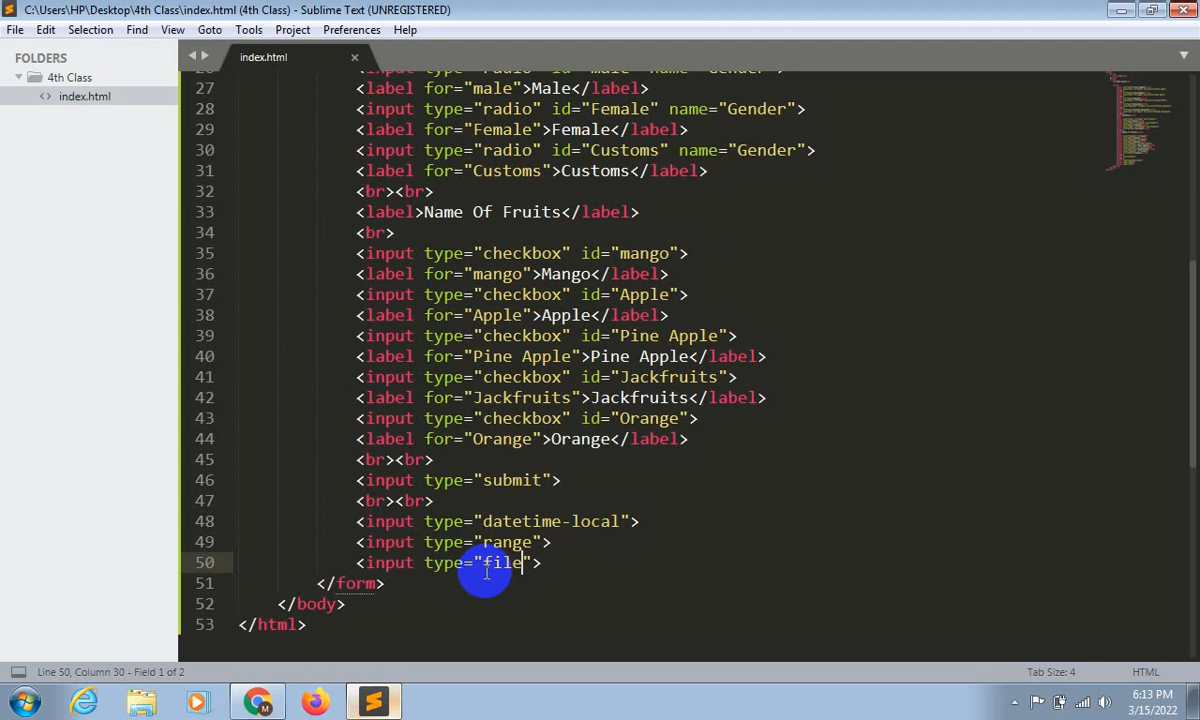 C:\Users\HP\Desktop\4th Class\index.html (4th Class) - Sublime Text (UNREGISTERED)
File Edit Selection Find View Goto Tools Project Preferences Help
FOLDERS
4th Class
<> index.html
index.html
26 <input type="radio" id="male" name="Gender">
27 <label for="male">Male</label>
28 <input type="radio" id="Female" name="Gender">
29 <label for="Female">Female</label>
30 <input type="radio" id="Customs" name="Gender">
31 <label for="Customs">Customs</label>
32 <br><br>
33 <label>Name Of Fruits</label>
34 <br>
35 <input type="checkbox" id="mango">
36 <label for="mango">Mango</label>
37 <input type="checkbox" id="Apple">
38 <label for="Apple">Apple</label>
39 <input type="checkbox" id="Pine Apple">
40 <label for="Pine Apple">Pine Apple</label>
41 <input type="checkbox" id="Jackfruits">
42 <label for="Jackfruits">Jackfruits</label>
43 <input type="checkbox" id="Orange">
44 <label for="Orange">Orange</label>
45 <br><br>
46 <input type="submit">
47 <br><br>
48 <input type="datetime-local">
49 <input type="range">
50 <input type="file">
51 </form>
52 </body>
53 </html>
Line 50, Column 30 - Field 1 of 2
Tab Size: 4
HTML
6:13 PM
3/15/2022